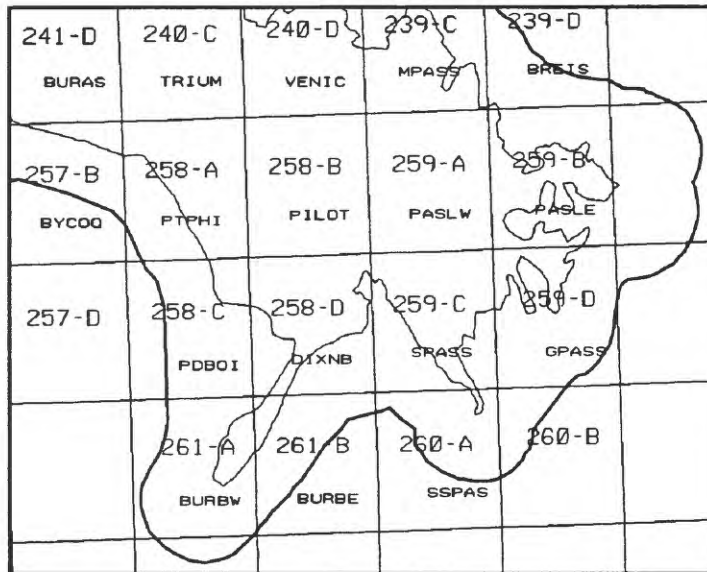 241-D 240-C 240-D 239-C 239-D
BURAS TRIUM VENIC MPASS BREIS
257-B 258-A 258-B 259-A 259-B
BYCOQ PTPHI PILOT PASLW PASLE
257-D 258-C 258-D 259-C 259-D
PDBOI DIXNB SPASS GPASS
261-A 261-B 260-A 260-B
BURBW BURBE SSPAS